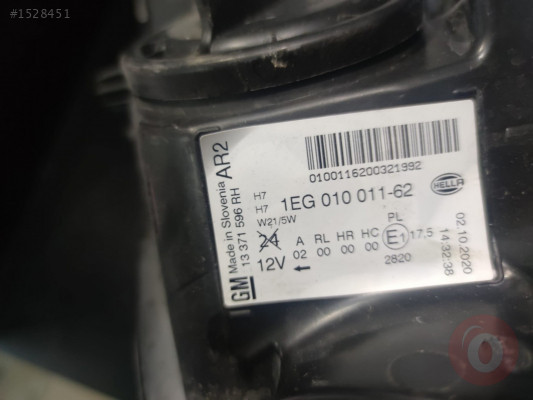 #1528451
0100116200321992
AR2
Made in Slovenia
13 371 596 RH
GM
H7
H7
1EG 010 011-62
HELLA
W21/5W
24
12V
A RL HR HC PL
02 00 00 00 E1 17.5
2820
02.10.2020
14:32:38